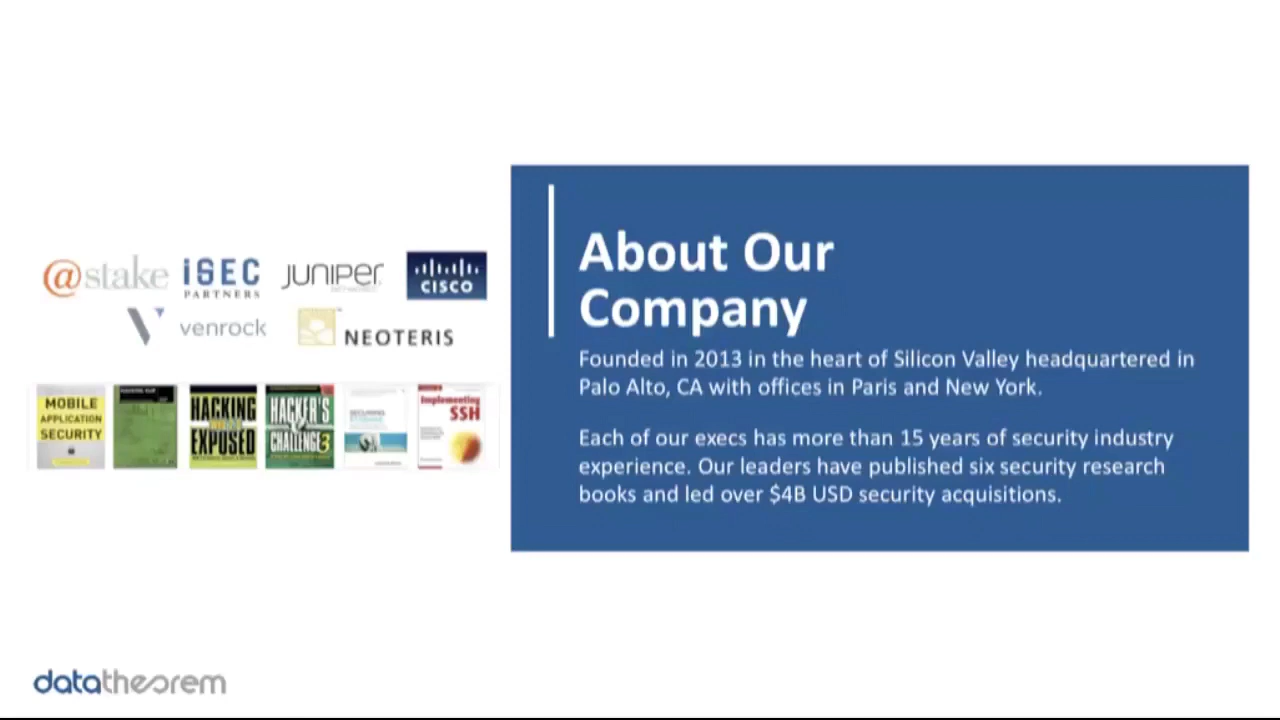 @stake iSEC PARTNERS JUNIPER CISCO
venrock NEOTERIS
MOBILE APPLICATION SECURITY
HACKING EXPOSED
HACKER'S CHALLENGE 3
Implementing SSH
About Our
Company
Founded in 2013 in the heart of Silicon Valley headquartered in
Palo Alto, CA with offices in Paris and New York.
Each of our execs has more than 15 years of security industry
experience. Our leaders have published six security research
books and led over $4B USD security acquisitions.
datatheorem